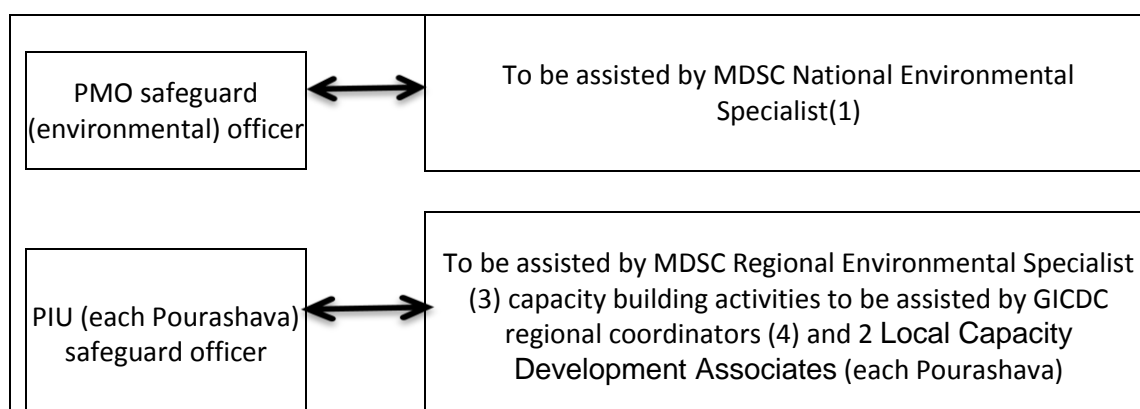 PMO safeguard
(environmental) officer
To be assisted by MDSC National Environmental
Specialist(1)
PIU (each Pourashava)
safeguard officer
To be assisted by MDSC Regional Environmental Specialist
(3) capacity building activities to be assisted by GICDC
regional coordinators (4) and 2 Local Capacity
Development Associates (each Pourashava)